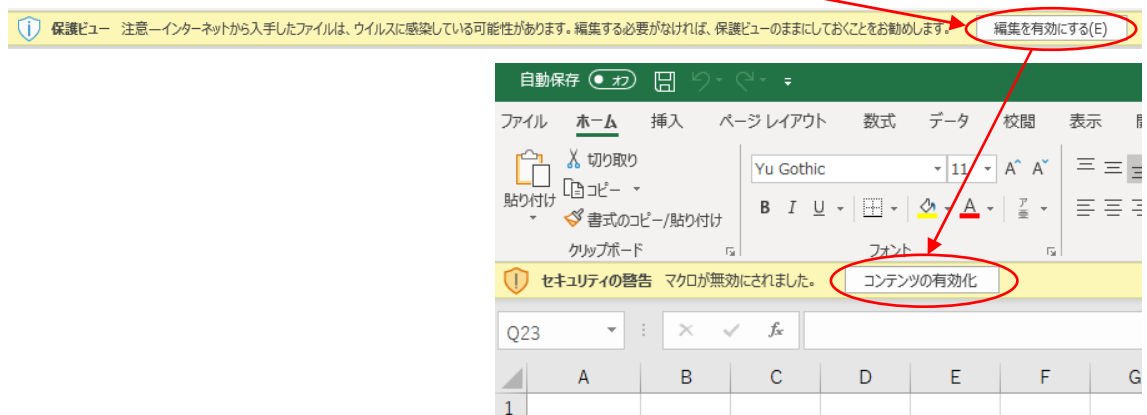 保護ビュー 注意―インターネットから入手したファイルは、ウイルスに感染している可能性があります。編集する必要がなければ、保護ビューのままにしておくことをお勧めします。 編集を有効にする(E)
自動保存 オフ
ファイル ホーム 挿入 ページ レイアウト 数式 データ 校閲 表示
切り取り
コピー
貼り付け
書式のコピー/貼り付け
クリップボード
Yu Gothic 11 A A
B I U A ア亜
フォント
セキュリティの警告 マクロが無効にされました。 コンテンツの有効化
Q23 fx
A B C D E F G
1